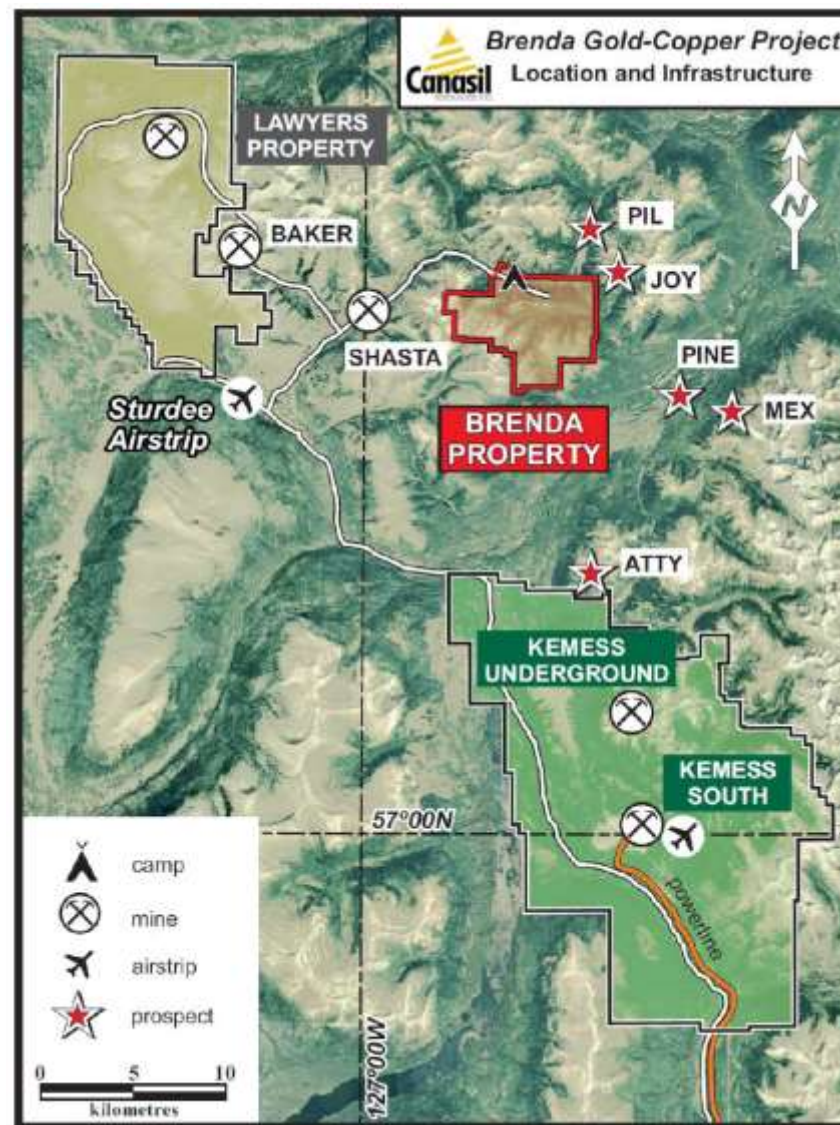 Canasil
Brenda Gold-Copper Project
Location and Infrastructure
LAWYERS
PROPERTY
N
PIL
BAKER
JOY
SHASTA
PINE
MEX
Sturdee
Airstrip
BRENDA
PROPERTY
ATTY
KEMESS
UNDERGROUND
KEMESS
SOUTH
57°00N
powerline
127°00W
camp
mine
airstrip
prospect
0 5 10
kilometres